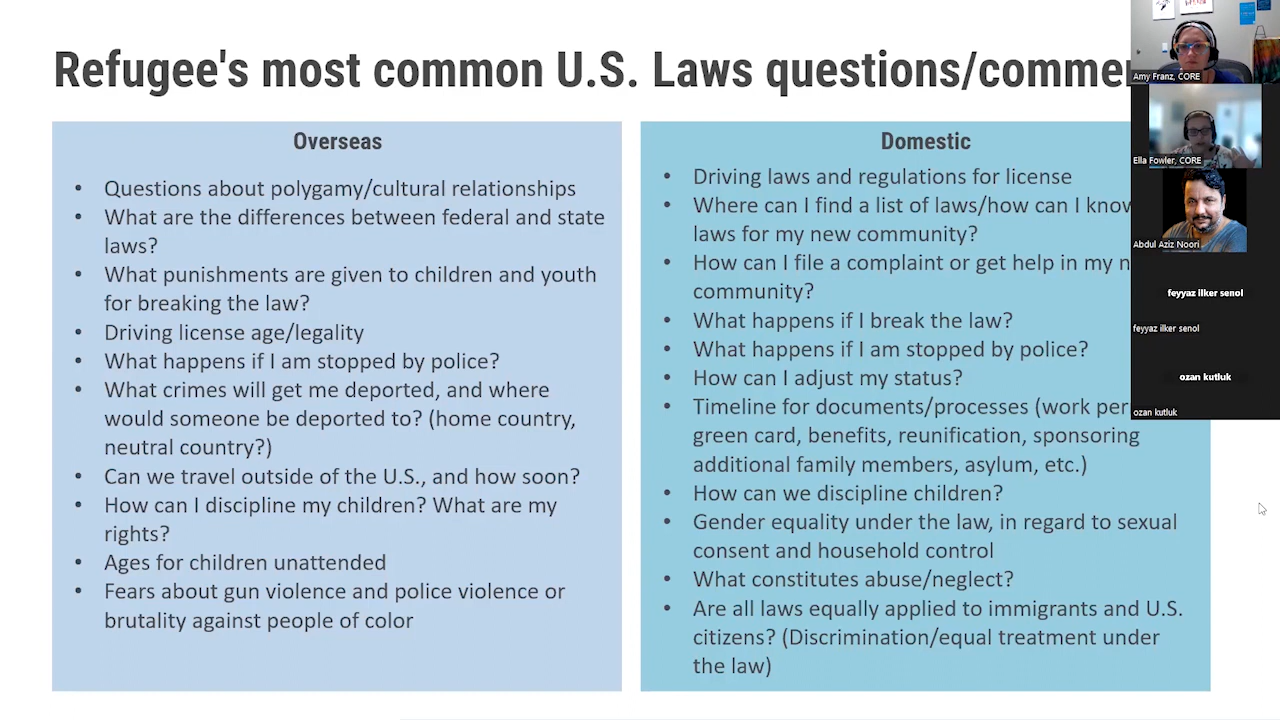 Refugee's most common U.S. Laws questions/comme
Overseas
• Questions about polygamy/cultural relationships
• What are the differences between federal and state
laws?
• What punishments are given to children and youth
for breaking the law?
• Driving license age/legality
• What happens if I am stopped by police?
• What crimes will get me deported, and where
would someone be deported to? (home country,
neutral country?)
• Can we travel outside of the U.S., and how soon?
• How can I discipline my children? What are my
rights?
• Ages for children unattended
• Fears about gun violence and police violence or
brutality against people of color
Domestic
• Driving laws and regulations for license
• Where can I find a list of laws/how can I know
laws for my new community?
• How can I file a complaint or get help in my n
community?
• What happens if I break the law?
• What happens if I am stopped by police?
• How can I adjust my status?
• Timeline for documents/processes (work per
green card, benefits, reunification, sponsoring
additional family members, asylum, etc.)
• How can we discipline children?
• Gender equality under the law, in regard to sexual
consent and household control
• What constitutes abuse/neglect?
• Are all laws equally applied to immigrants and U.S.
citizens? (Discrimination/equal treatment under
the law)
Amy Franz, CORE
Ella Fowler, CORE
Abdul Aziz Noori
feyyaz ilker senol
feyyaz ilker senol
ozan kutluk
ozan kutluk